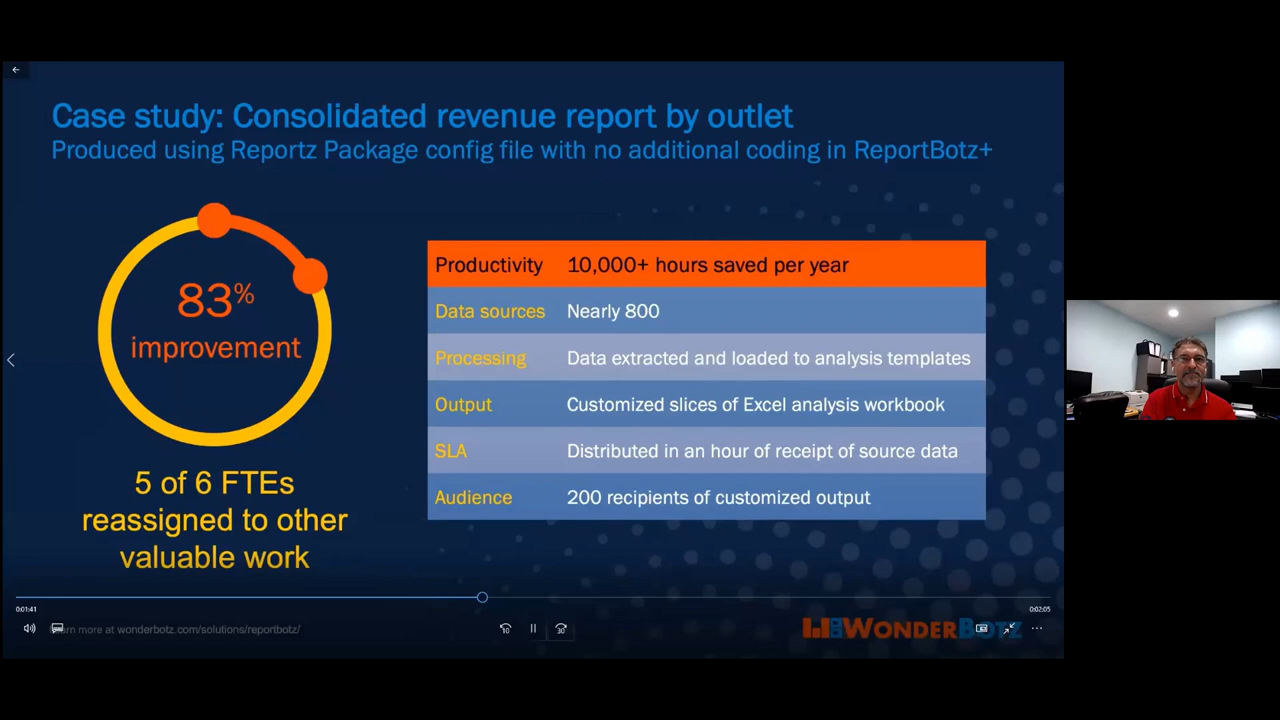 Case study: Consolidated revenue report by outlet
Produced using Reportz Package config file with no additional coding in ReportBotz+
83%
improvement
5 of 6 FTEs
reassigned to other
valuable work
Productivity 10,000+ hours saved per year
Data sources Nearly 800
Processing Data extracted and loaded to analysis templates
Output Customized slices of Excel analysis workbook
SLA Distributed in an hour of receipt of source data
Audience 200 recipients of customized output
0:01:41
0:02:05
more at wonderbotz.com/solutions/reportbotz/
10
30
WONDERBOTZ